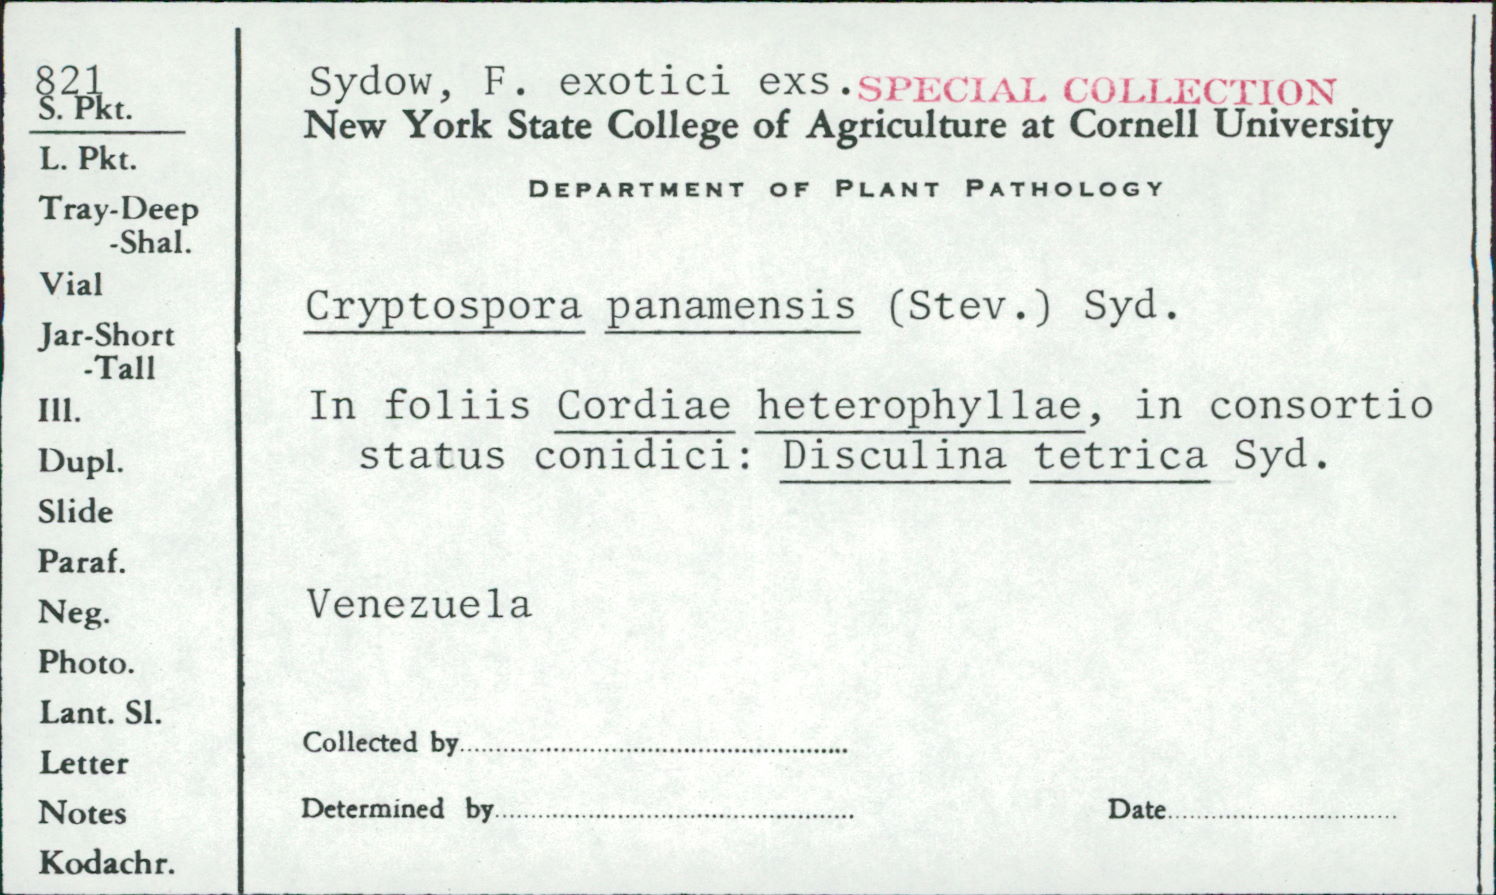 821
S. Pkt.
L. Pkt.
Tray-Deep
-Shal.
Vial
Jar-Short
-Tall
Ill.
Dupl.
Slide
Paraf.
Neg.
Photo.
Lant. Sl.
Letter
Notes
Kodachr.
Sydow, F. exotici exs. SPECIAL COLLECTION
New York State College of Agriculture at Cornell University
DEPARTMENT OF PLANT PATHOLOGY
Cryptospora panamensis (Stev.) Syd.
In foliis Cordiae heterophyllae, in consortio
status conidici: Disculina tetrica Syd.
Venezuela
Collected by
Determined by
Date